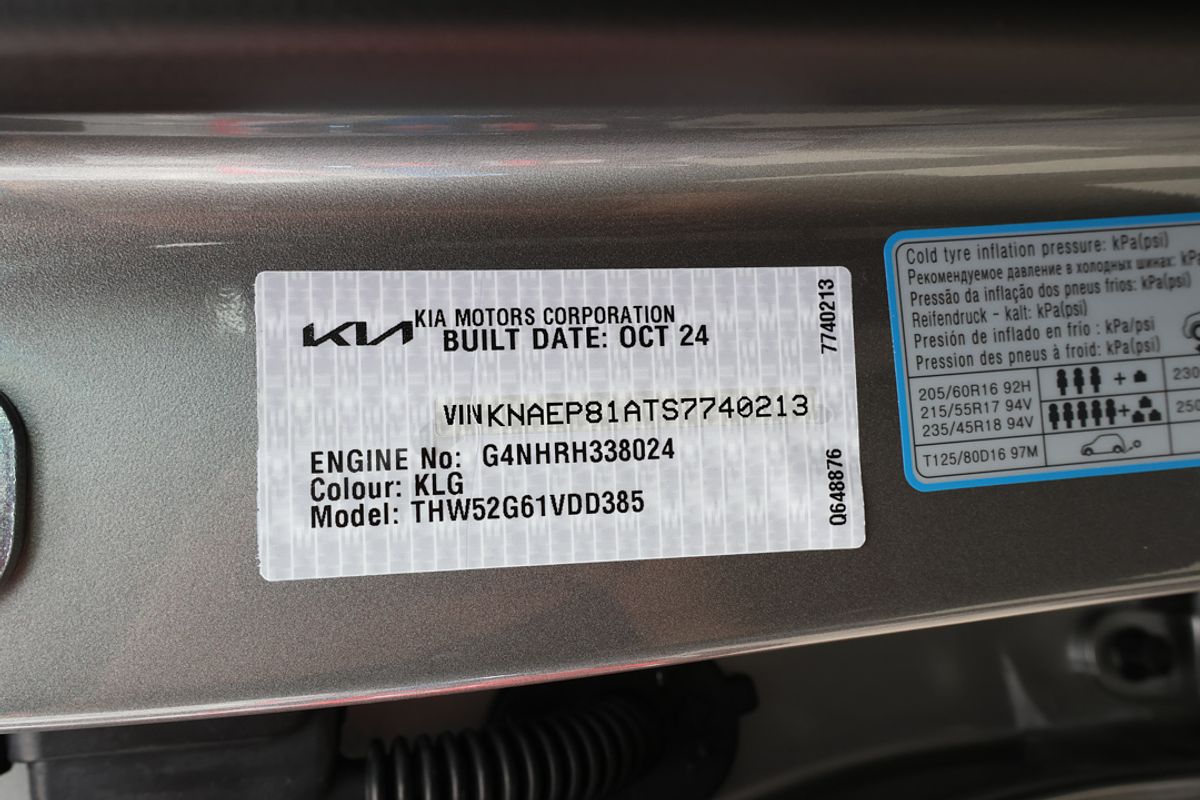 KIA
KIA MOTORS CORPORATION
BUILT DATE: OCT 24
VIN KNAEP81ATS7740213
ENGINE No: G4NHRH338024
Colour: KLG
Model: THW52G61VDD385
7740213
Q648876
Cold tyre inflation pressure: kPa(psi)
Рекомендуемое давление в холодных шинах:
Pressão da inflação dos pneus frios: kPa(psi)
Reifendruck - kalt: kPa(psi)
Presión de inflado en frío : kPa/psi
Pression des pneus à froid: kPa(psi)
205/60R16 92H
215/55R17 94V
235/45R18 94V
+
230
+
250
T125/80D16 97M